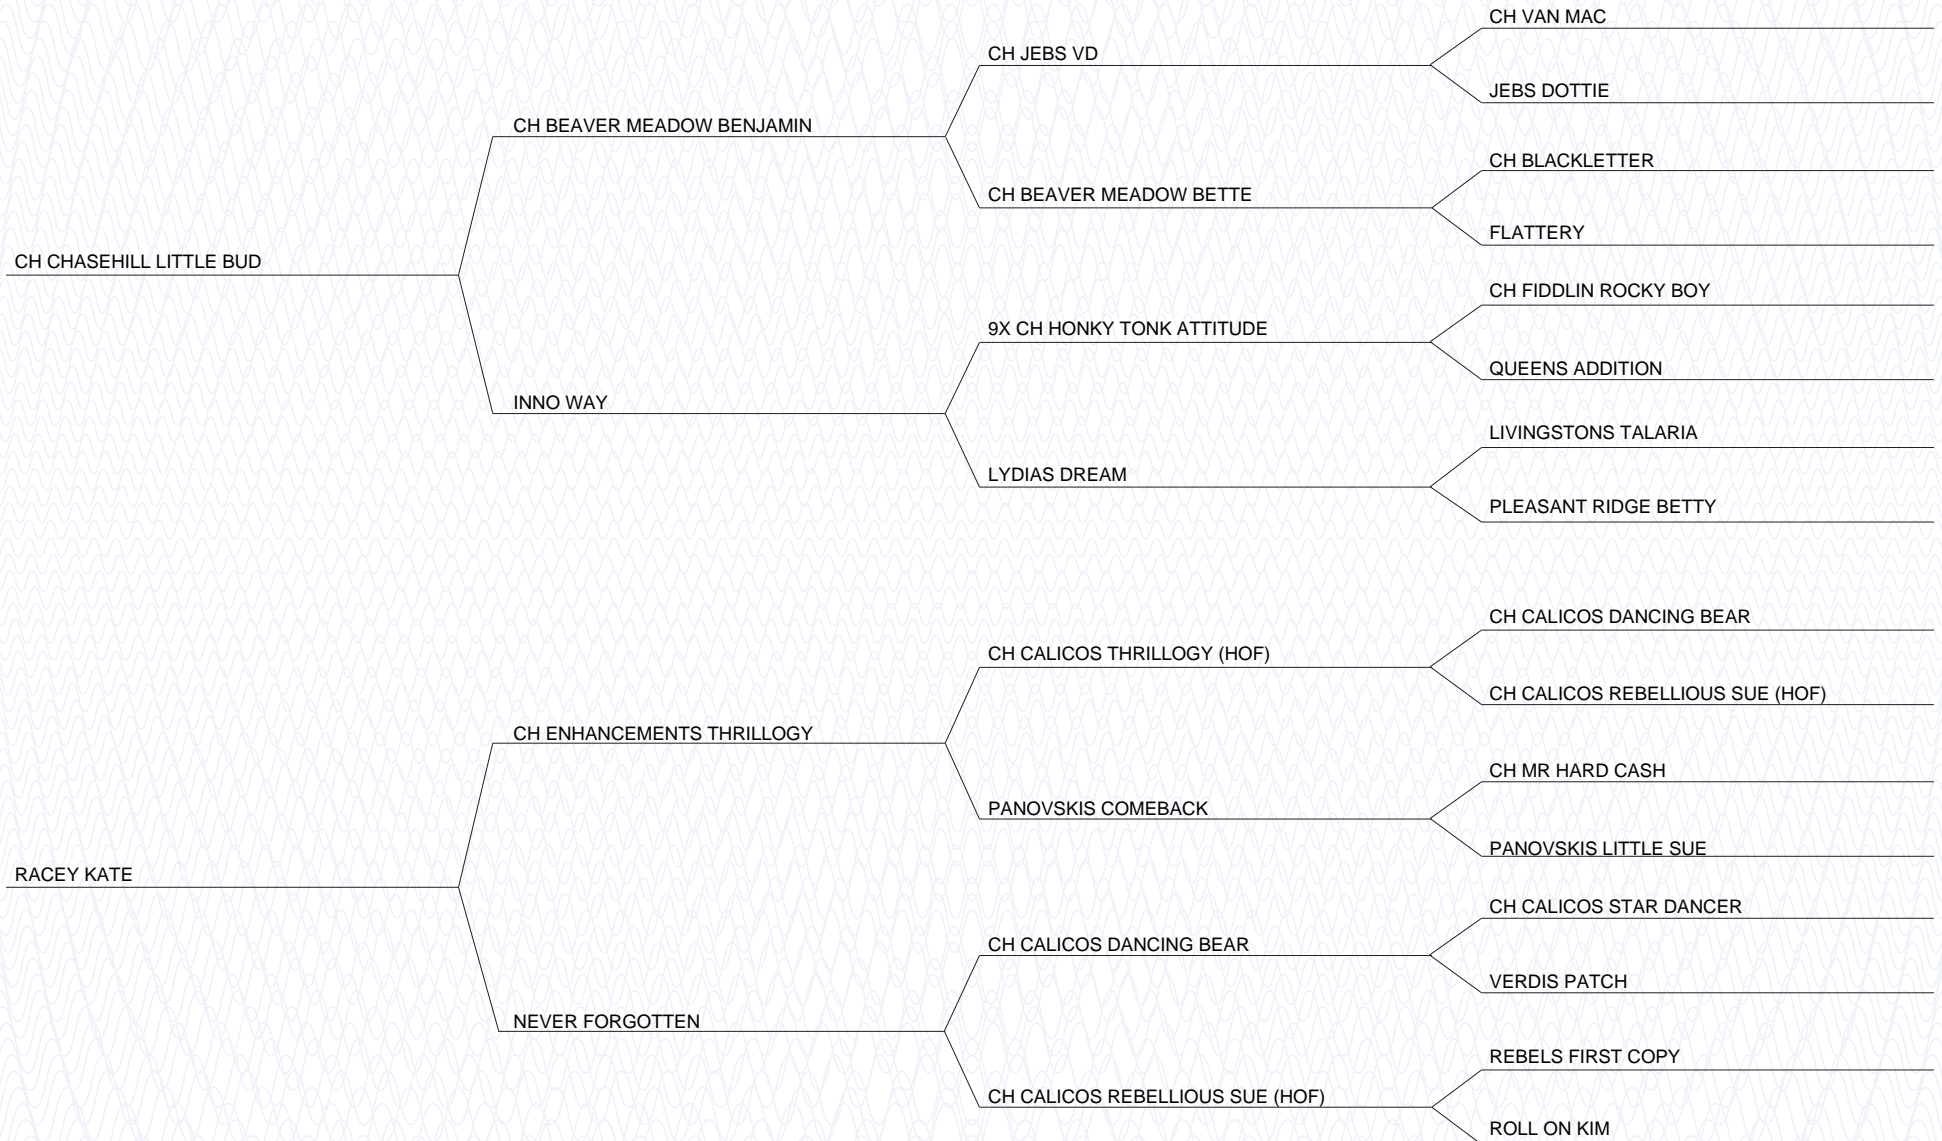 CH VAN MAC
CH JEBS VD
JEBS DOTTIE
CH BEAVER MEADOW BENJAMIN
CH BLACKLETTER
CH BEAVER MEADOW BETTE
FLATTERY
CH CHASEHILL LITTLE BUD
CH FIDDLIN ROCKY BOY
9X CH HONKY TONK ATTITUDE
QUEENS ADDITION
INNO WAY
LIVINGSTONS TALARIA
LYDIAS DREAM
PLEASANT RIDGE BETTY
CH CALICOS DANCING BEAR
CH CALICOS THRILLOGY (HOF)
CH CALICOS REBELLIOUS SUE (HOF)
CH ENHANCEMENTS THRILLOGY
CH MR HARD CASH
PANOVSKIS COMEBACK
PANOVSKIS LITTLE SUE
RACEY KATE
CH CALICOS STAR DANCER
CH CALICOS DANCING BEAR
VERDIS PATCH
NEVER FORGOTTEN
REBELS FIRST COPY
CH CALICOS REBELLIOUS SUE (HOF)
ROLL ON KIM